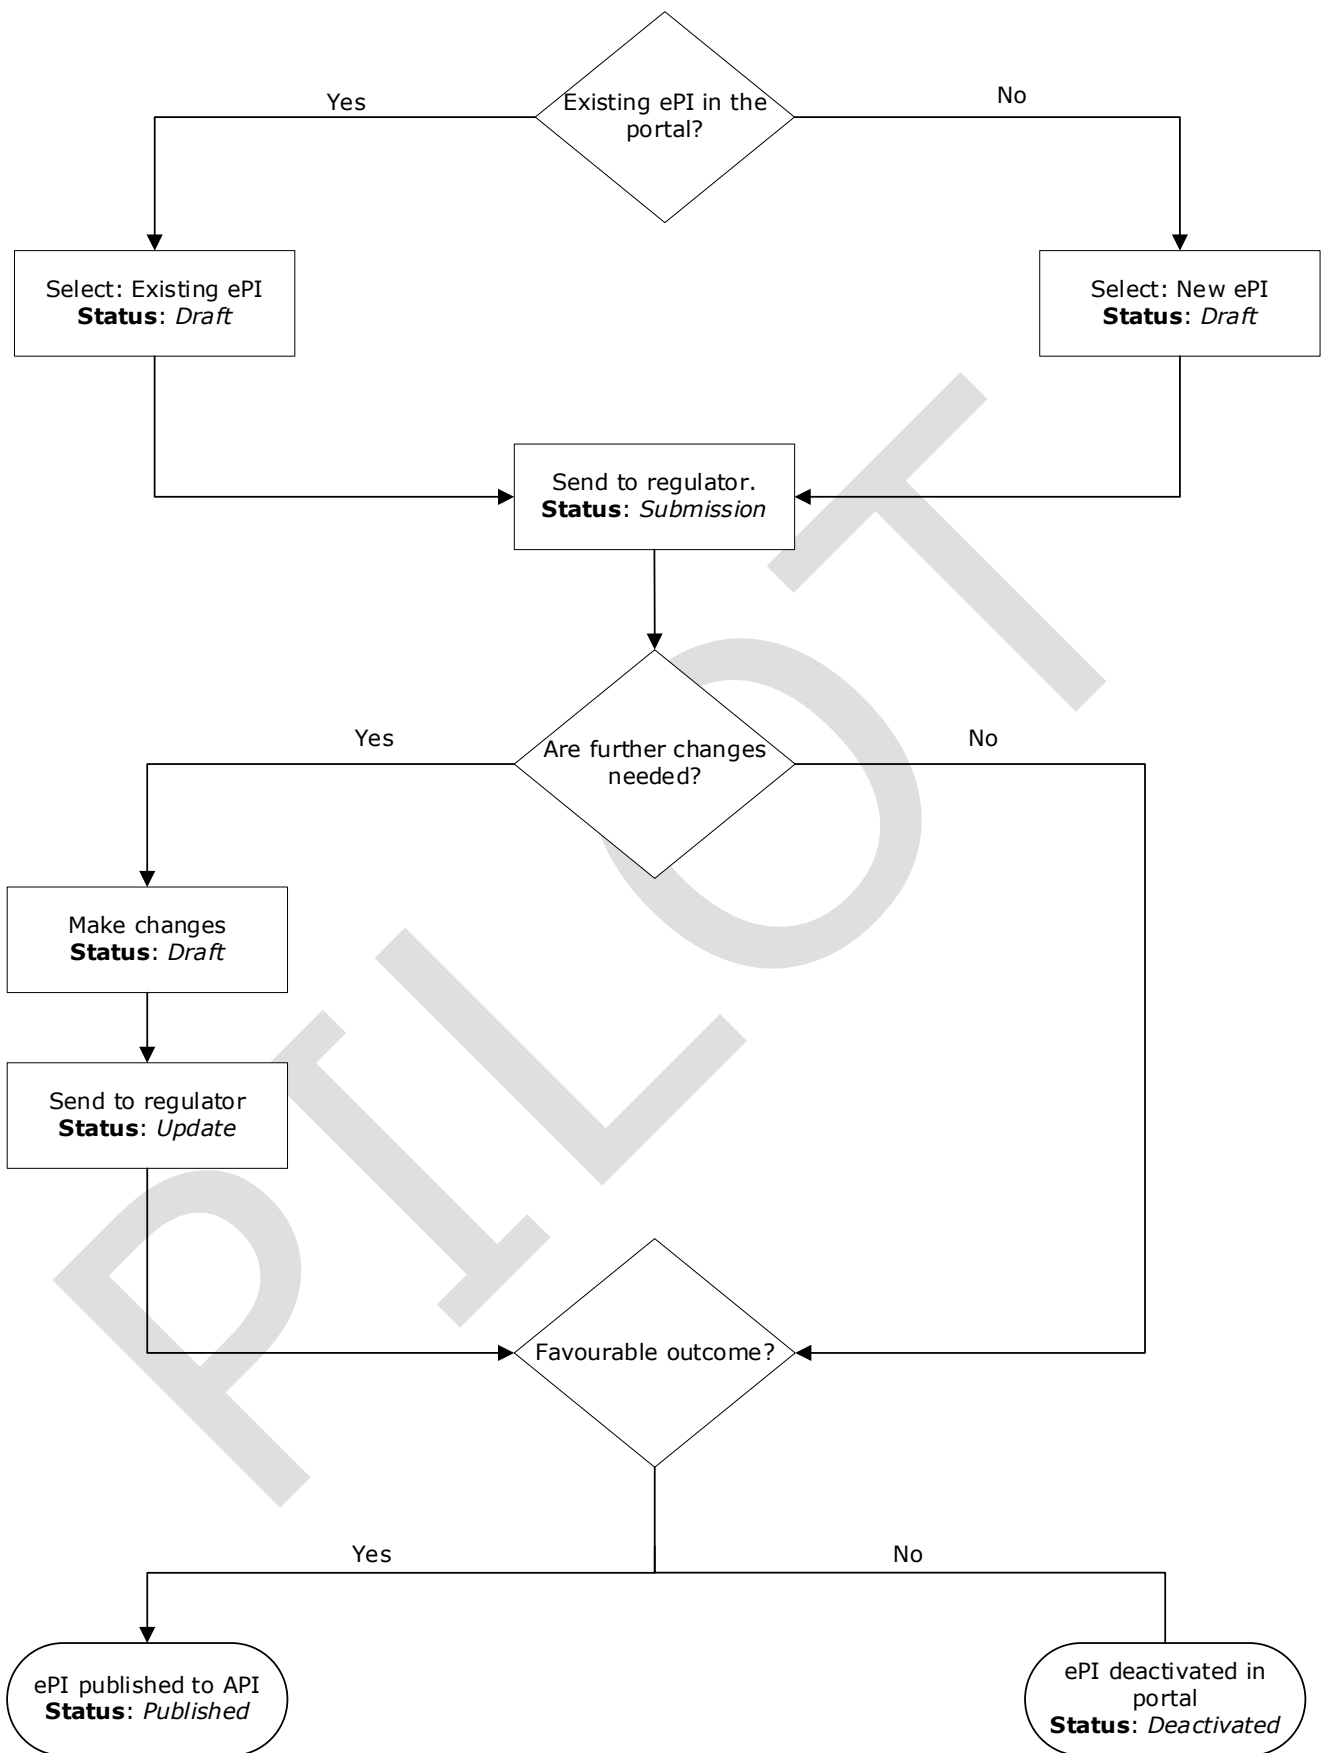 Existing ePI in the
portal?
Yes
No
Select: Existing ePI
Status: Draft
Select: New ePI
Status: Draft
Send to regulator.
Status: Submission
Are further changes
needed?
Yes
No
Make changes
Status: Draft
Send to regulator
Status: Update
Favourable outcome?
Yes
No
ePI published to API
Status: Published
ePI deactivated in
portal
Status: Deactivated
PILOT